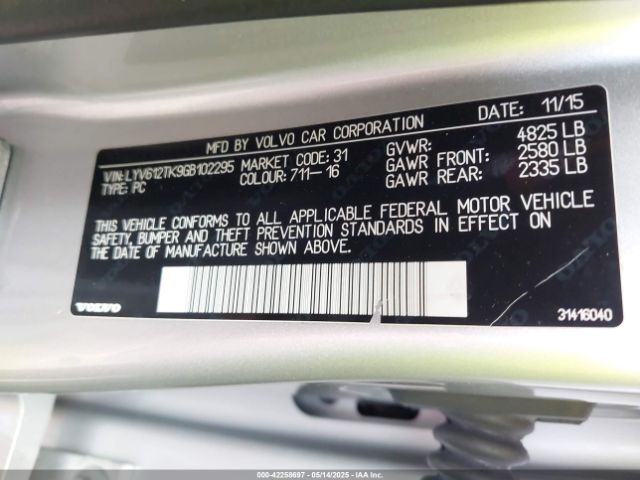 DATE: 11/15
MFD BY VOLVO CAR CORPORATION
VIN: LYV612TK9GB102295 MARKET CODE: 31 GVWR: 4825 LB
TYPE: PC COLOUR: 711-16 GAWR FRONT: 2580 LB
GAWR REAR: 2335 LB
THIS VEHICLE CONFORMS TO ALL APPLICABLE FEDERAL MOTOR VEHICLE
SAFETY, BUMPER AND THEFT PREVENTION STANDARDS IN EFFECT ON
THE DATE OF MANUFACTURE SHOWN ABOVE.
VOLVO
31416040
000-42258697 - 05/14/2025 - IAAI.COM